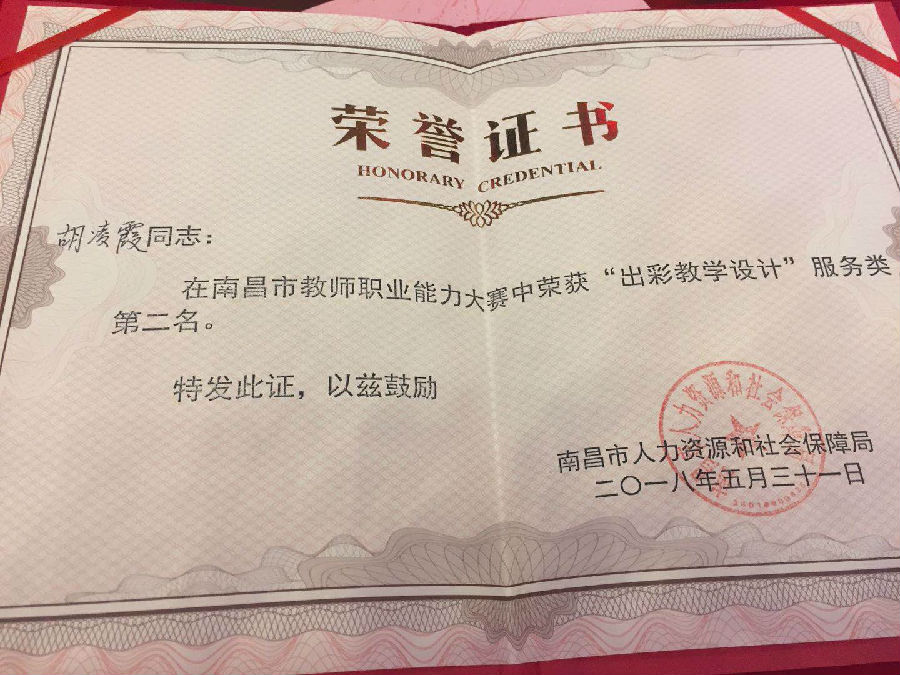 荣誉证书
HONORARY CREDENTIAL
胡凌霞同志：
在南昌市教师职业能力大赛中荣获“出彩教学设计”服务类
第二名。
特发此证，以兹鼓励
南昌市人力资源和社会保障局
二〇一八年五月三十一日